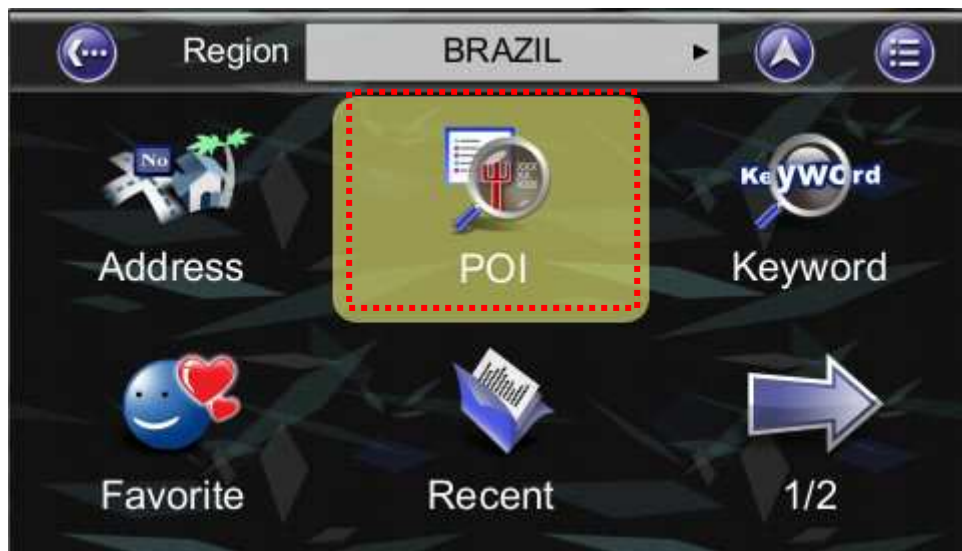 Region BRAZIL
No
KeyWOrd
Address POI Keyword
Favorite Recent 1/2